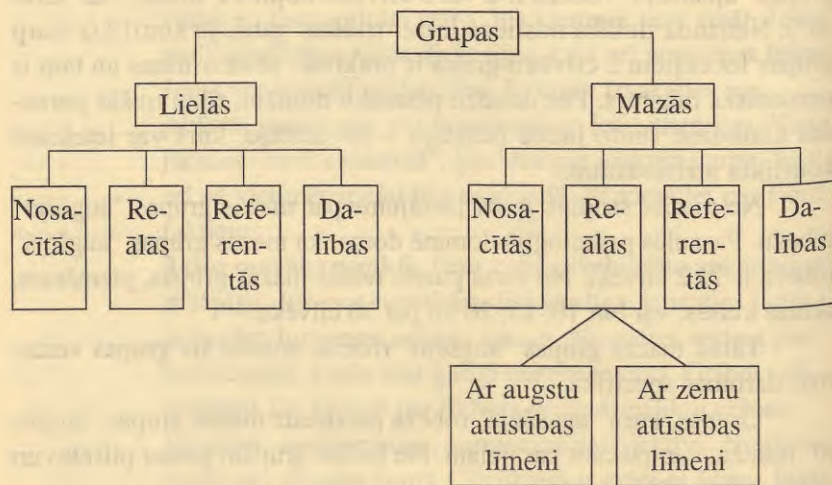 Grupas
Lielās
Mazās
Nosa-
cītās
Re-
ālās
Refe-
ren-
tās
Da-
lības
Nosa-
cītās
Re-
ālās
Refe-
ren-
tās
Da-
lības
Ar augstu
attīstības
līmeni
Ar zemu
attīstības
līmeni